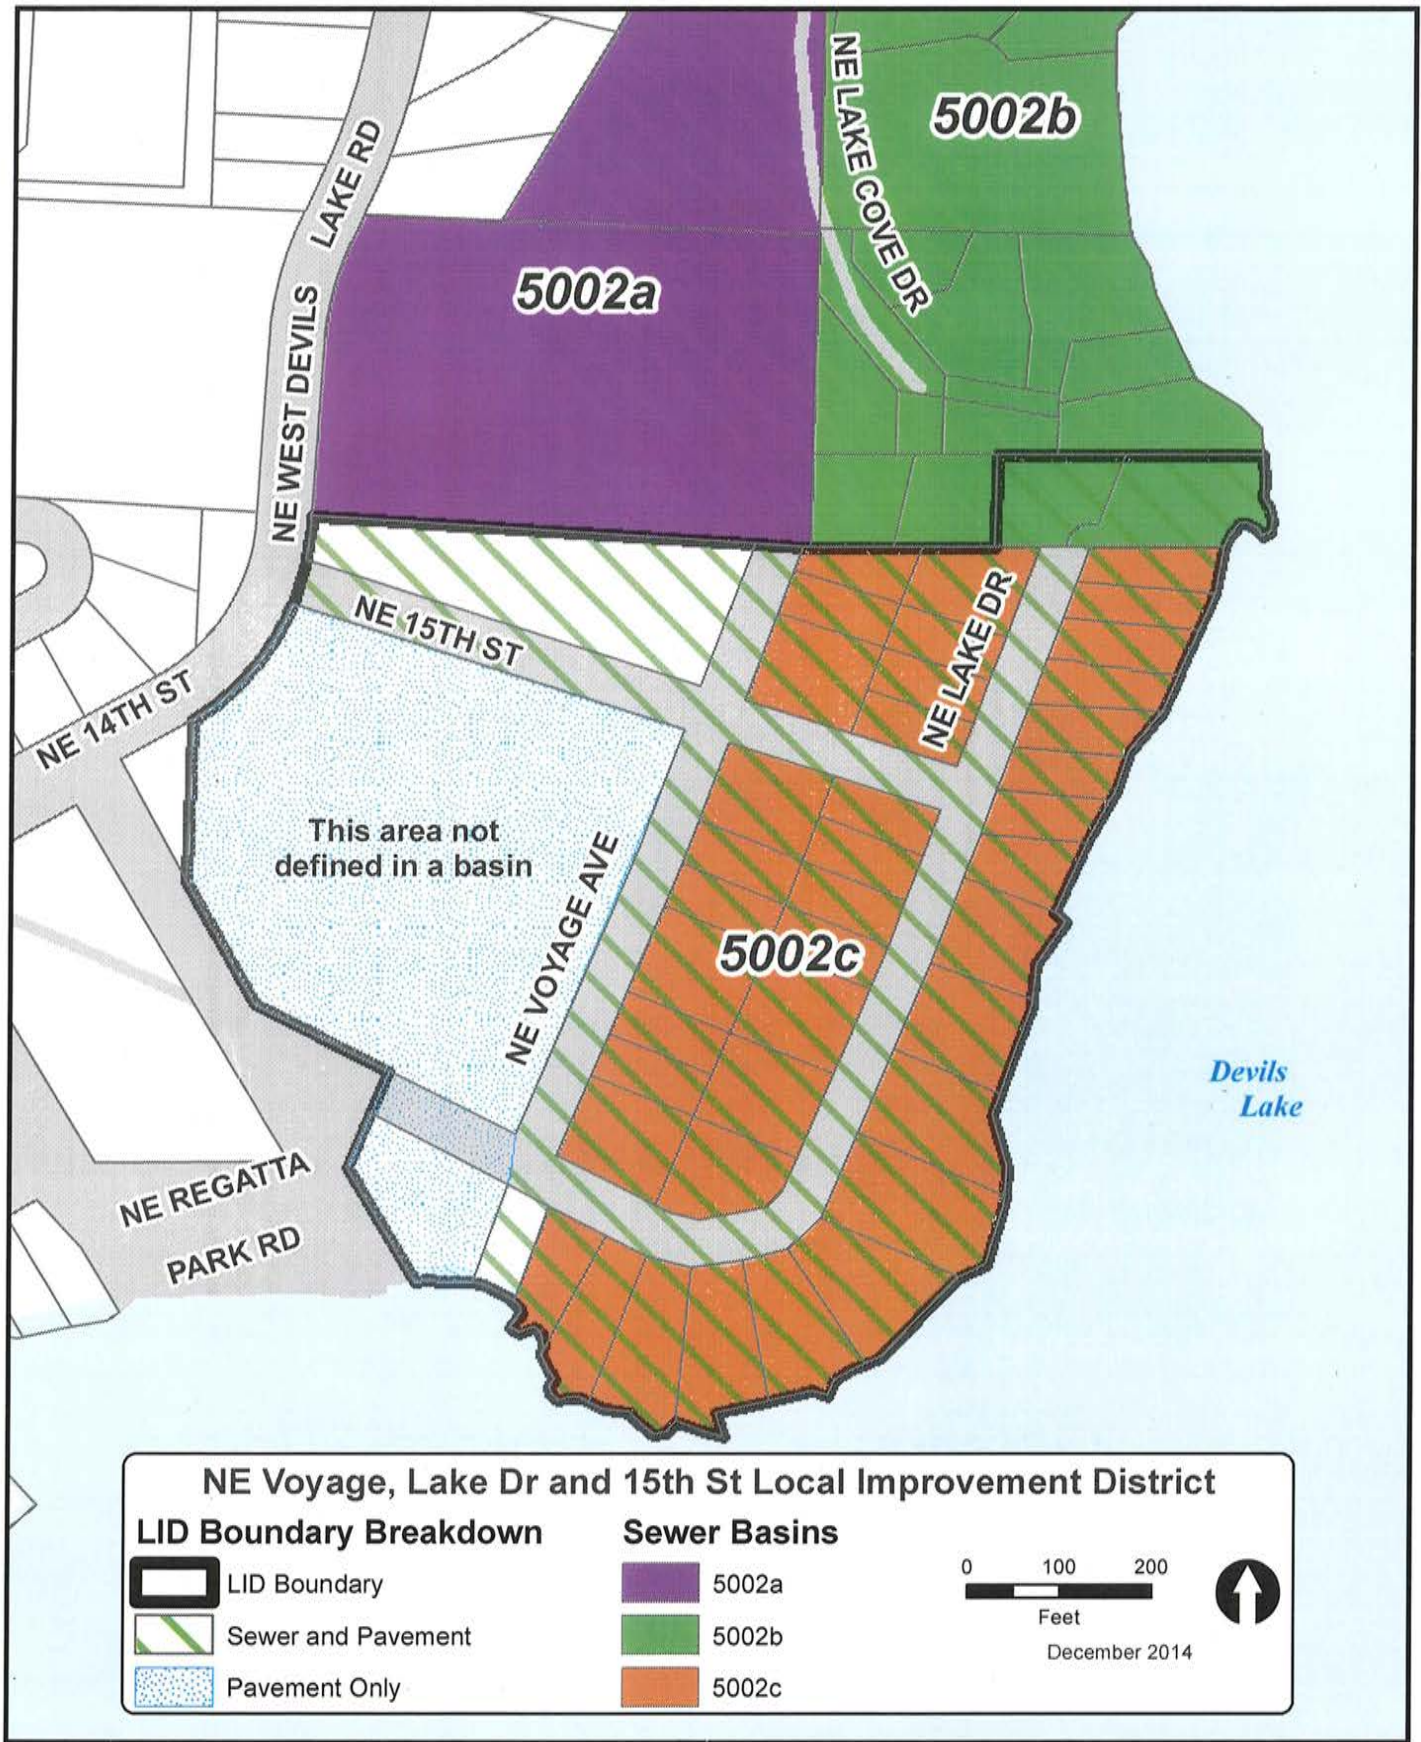 NE LAKE COVE DR
5002b
NE WEST DEVILS LAKE RD
5002a
NE 15TH ST
NE LAKE DR
NE 14TH ST
This area not
defined in a basin
NE VOYAGE AVE
5002c
Devils
Lake
NE REGATTA
PARK RD
NE Voyage, Lake Dr and 15th St Local Improvement District
LID Boundary Breakdown
LID Boundary
Sewer and Pavement
Pavement Only
Sewer Basins
5002a
5002b
5002c
0 100 200
Feet
December 2014